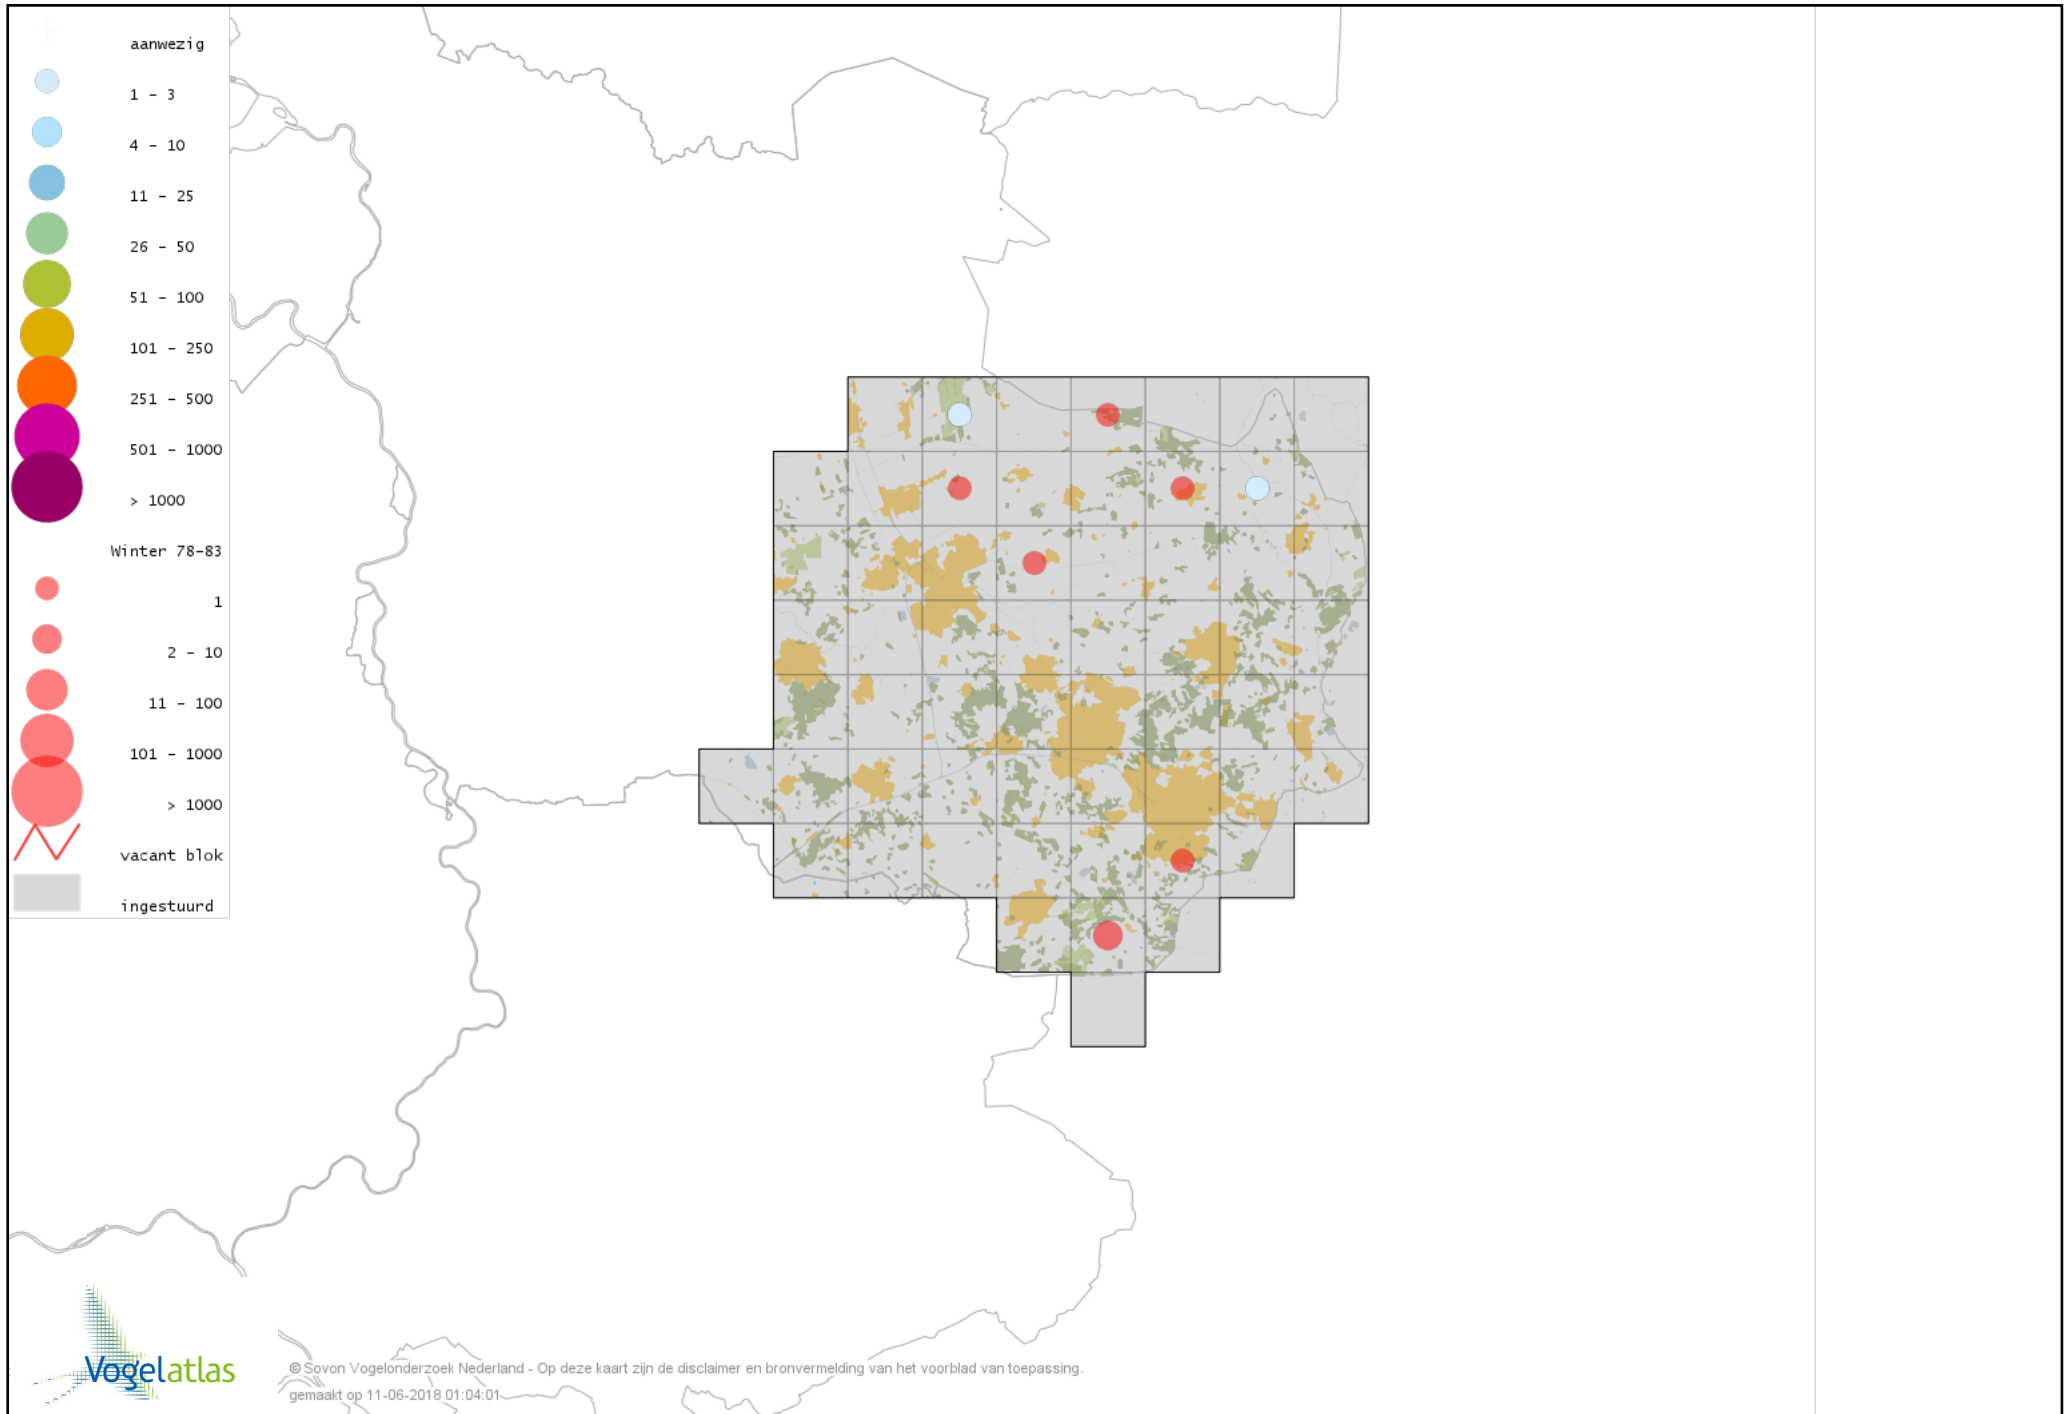 aanwezig
1 - 3
4 - 10
11 - 25
26 - 50
51 - 100
101 - 250
251 - 500
501 - 1000
> 1000
Winter 78-83
1
2 - 10
11 - 100
101 - 1000
> 1000
vacant blok
ingestuurd
Vogelatlas
© Sovon Vogelonderzoek Nederland - Op deze kaart zijn de disclaimer en bronvermelding van het voorblad van toepassing.
gemaakt op 11-06-2018 01:04:01